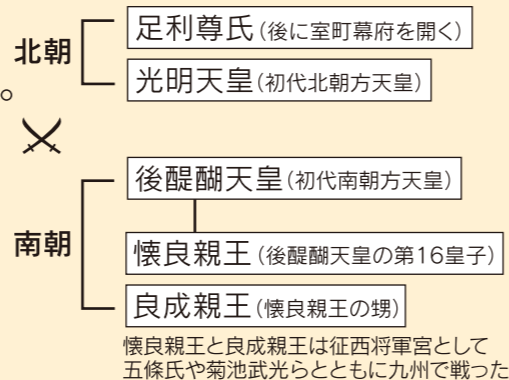 足利尊氏(後に室町幕府を開く)
北朝
光明天皇(初代北朝方天皇)
。
後醍醐天皇(初代南朝方天皇)
南朝
懐良親王(後醍醐天皇の第16皇子)
良成親王(懐良親王の甥)
懐良親王と良成親王は征西将軍宮として
五條氏や菊池武光らとともに九州で戦った